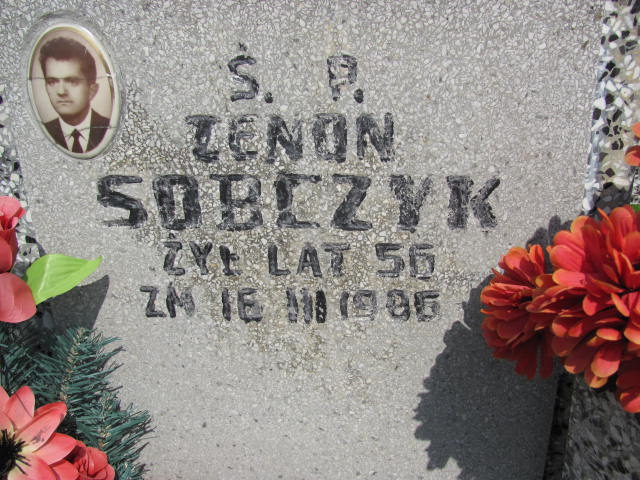 Ś. P.
ZENON
SOBCZYK
ŻYŁ LAT 56
ZM 16 III 1986